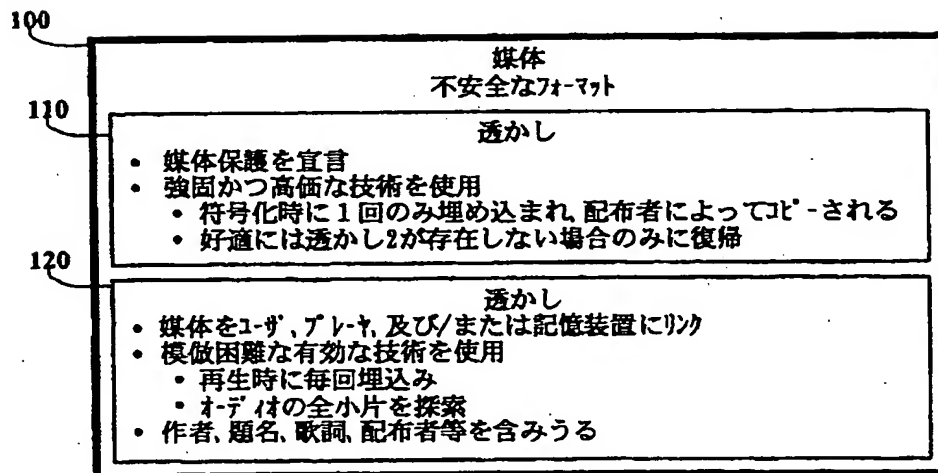 100
媒体
不安全なフォーマット
110
透かし
• 媒体保護を宣言
• 強固かつ高価な技術を使用
• 符号化時に1回のみ埋め込まれ、配布者によってコピーされる
• 好適には透かし2が存在しない場合のみに復帰
120
透かし
• 媒体をユーザ、プレーヤ、及び/または記憶装置にリンク
• 模倣困難な有効な技術を使用
• 再生時に毎回埋込み
• オーディオの全小片を探索
• 作者、題名、歌詞、配布者等を含みうる